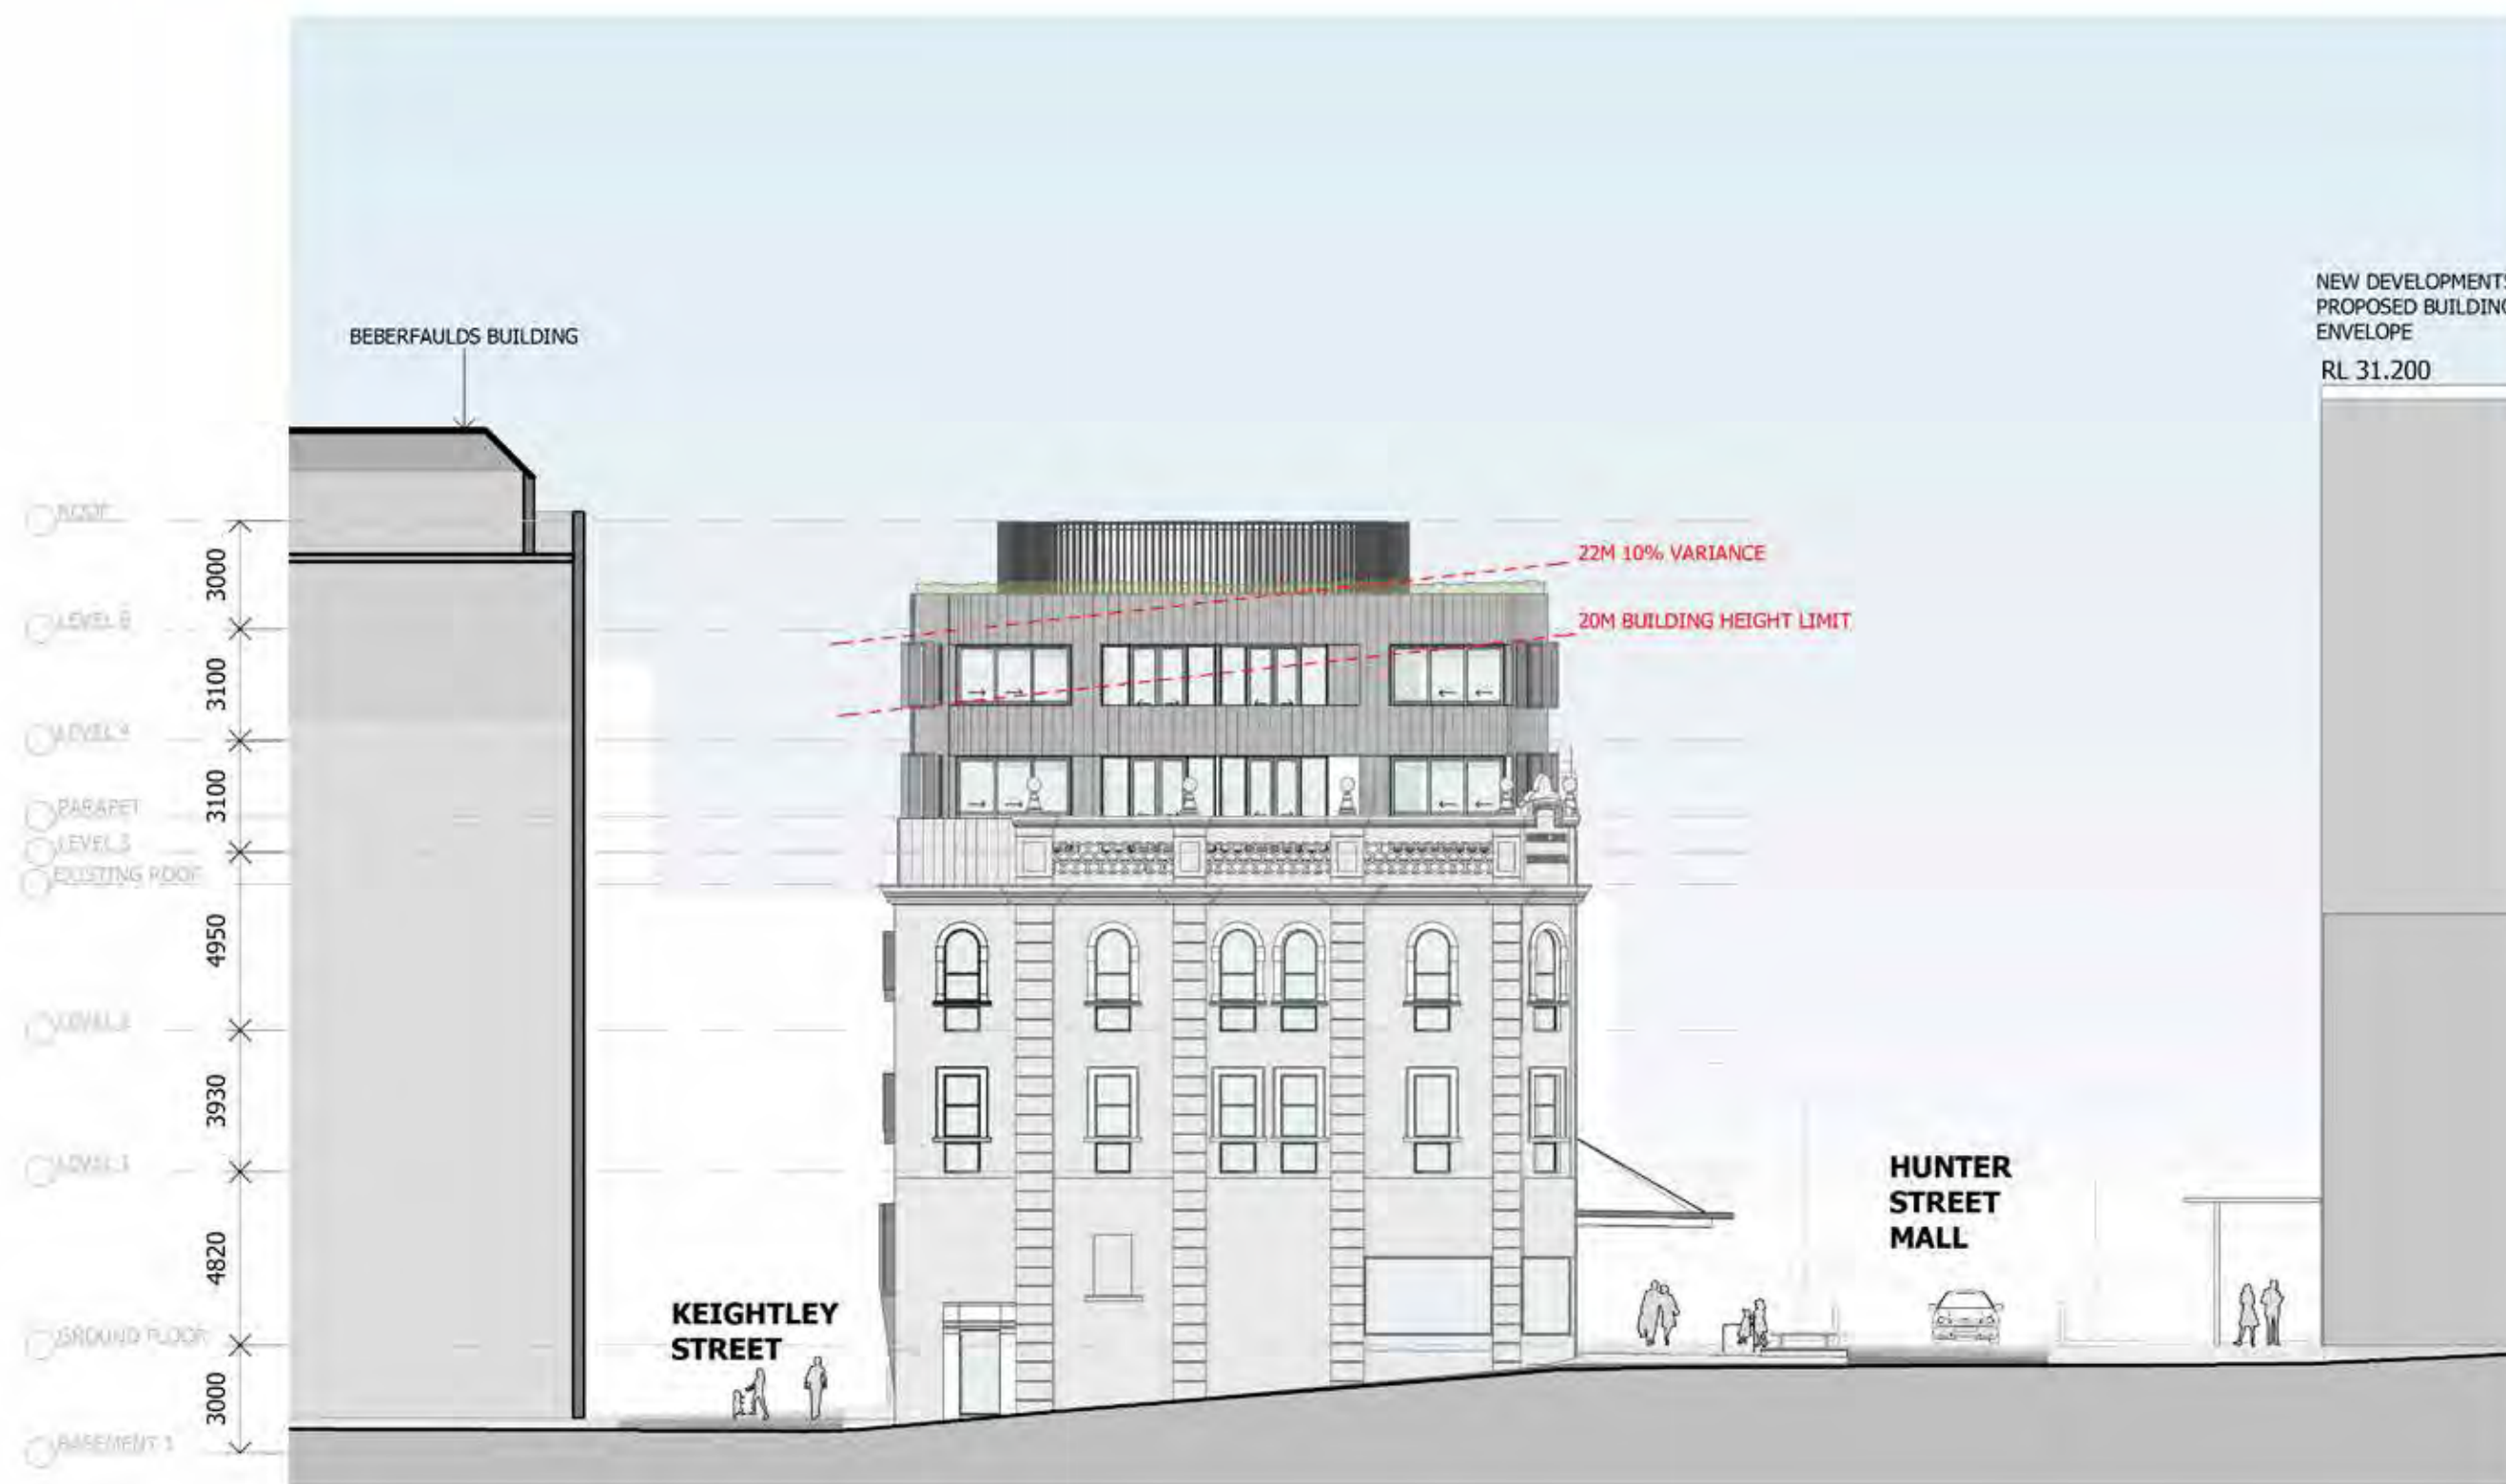 BEBERFAULDS BUILDING
NEW DEVELOPMENTS
PROPOSED BUILDING
ENVELOPE
RL 31.200
22M 10% VARIANCE
20M BUILDING HEIGHT LIMIT
ROOF
3000
LEVEL
3100
LEVEL 4
3100
PARAPET
LEVEL 3
EXISTING ROOF
4950
LEVEL 2
3930
LEVEL 1
4820
GROUND FLOOR
3000
BASEMENT 1
KEIGHTLEY
STREET
HUNTER
STREET
MALL